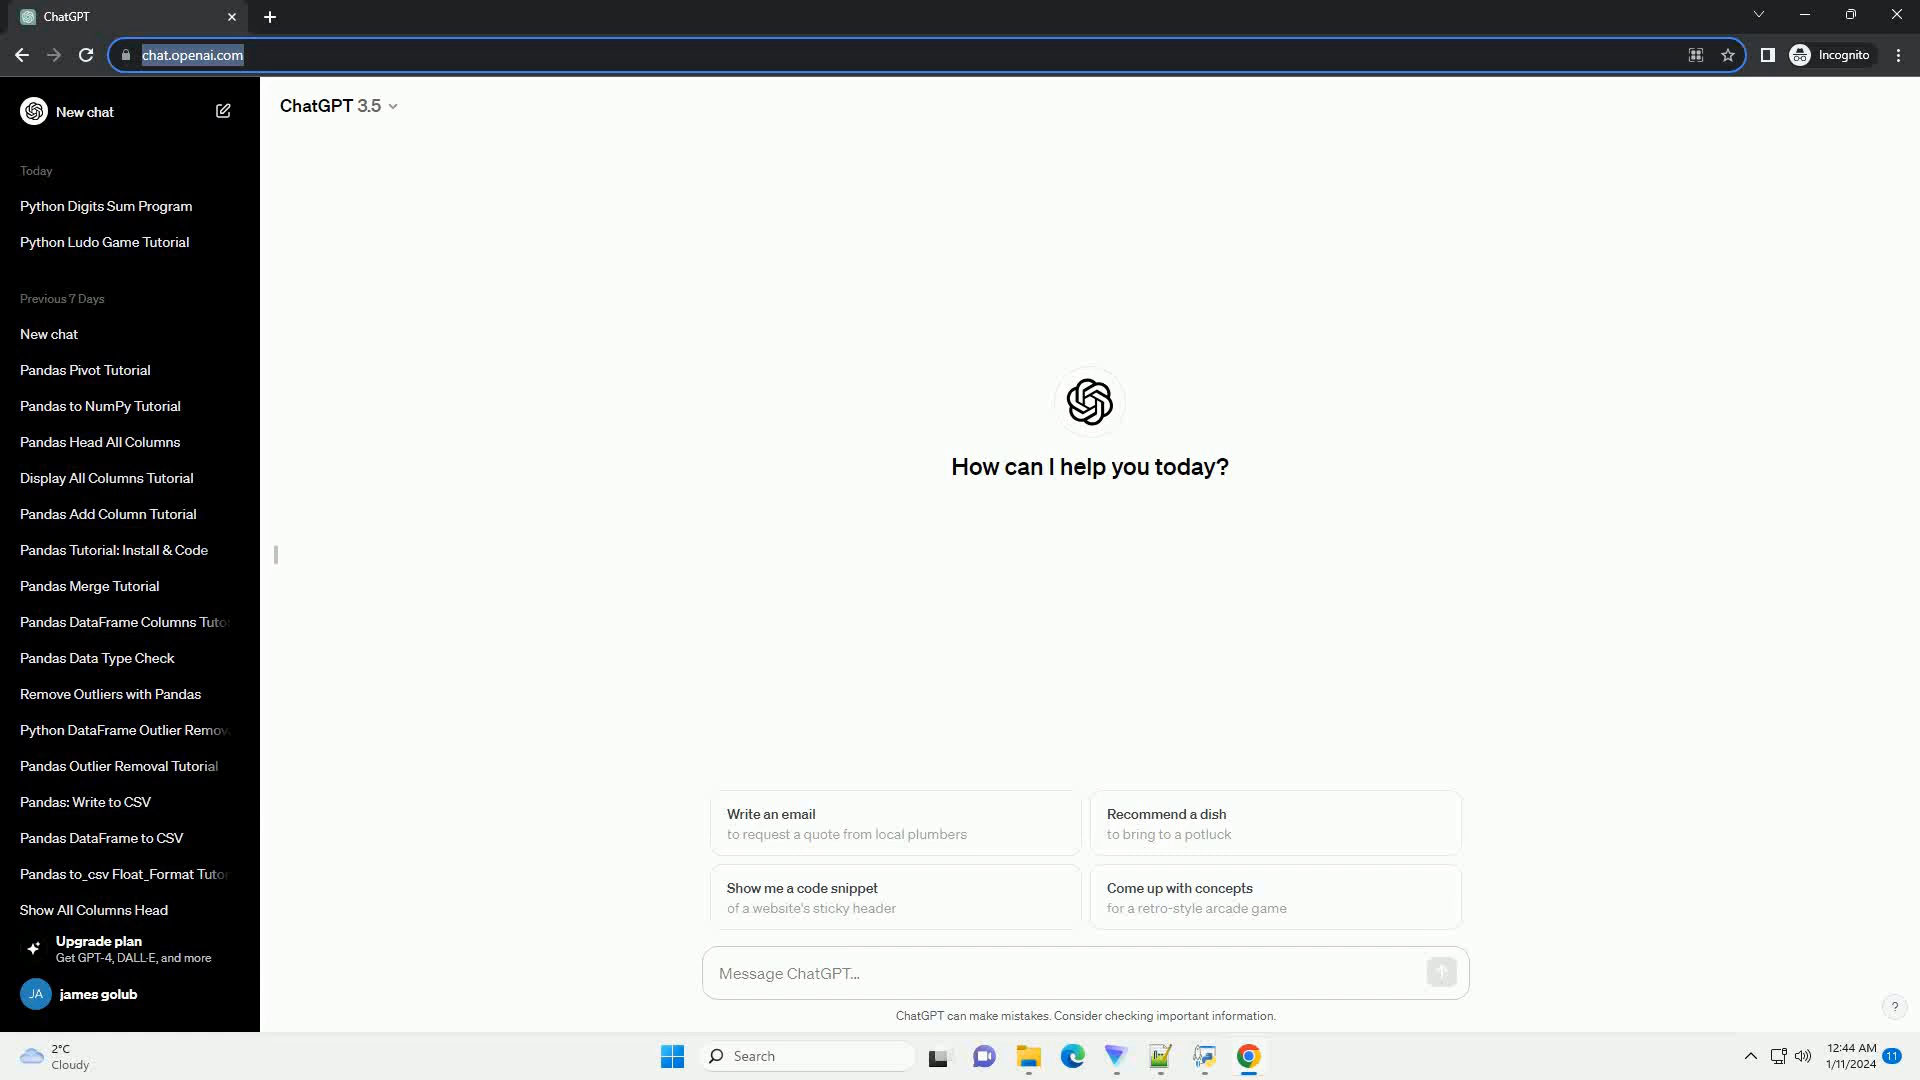 ChatGPT
chat.openai.com
Incognito
New chat
Today
Python Digits Sum Program
Python Ludo Game Tutorial
Previous 7 Days
New chat
Pandas Pivot Tutorial
Pandas to NumPy Tutorial
Pandas Head All Columns
Display All Columns Tutorial
Pandas Add Column Tutorial
Pandas Tutorial: Install & Code
Pandas Merge Tutorial
Pandas DataFrame Columns Tuto
Pandas Data Type Check
Remove Outliers with Pandas
Python DataFrame Outlier Remov
Pandas Outlier Removal Tutorial
Pandas: Write to CSV
Pandas DataFrame to CSV
Pandas to_csv Float_Format Tuto
Show All Columns Head
Upgrade plan
Get GPT-4, DALL·E, and more
JA james golub
ChatGPT 3.5
How can I help you today?
Write an email
to request a quote from local plumbers
Recommend a dish
to bring to a potluck
Show me a code snippet
of a website's sticky header
Come up with concepts
for a retro-style arcade game
Message ChatGPT...
ChatGPT can make mistakes. Consider checking important information.
?
2°C
Cloudy
Search
12:44 AM
1/11/2024
11